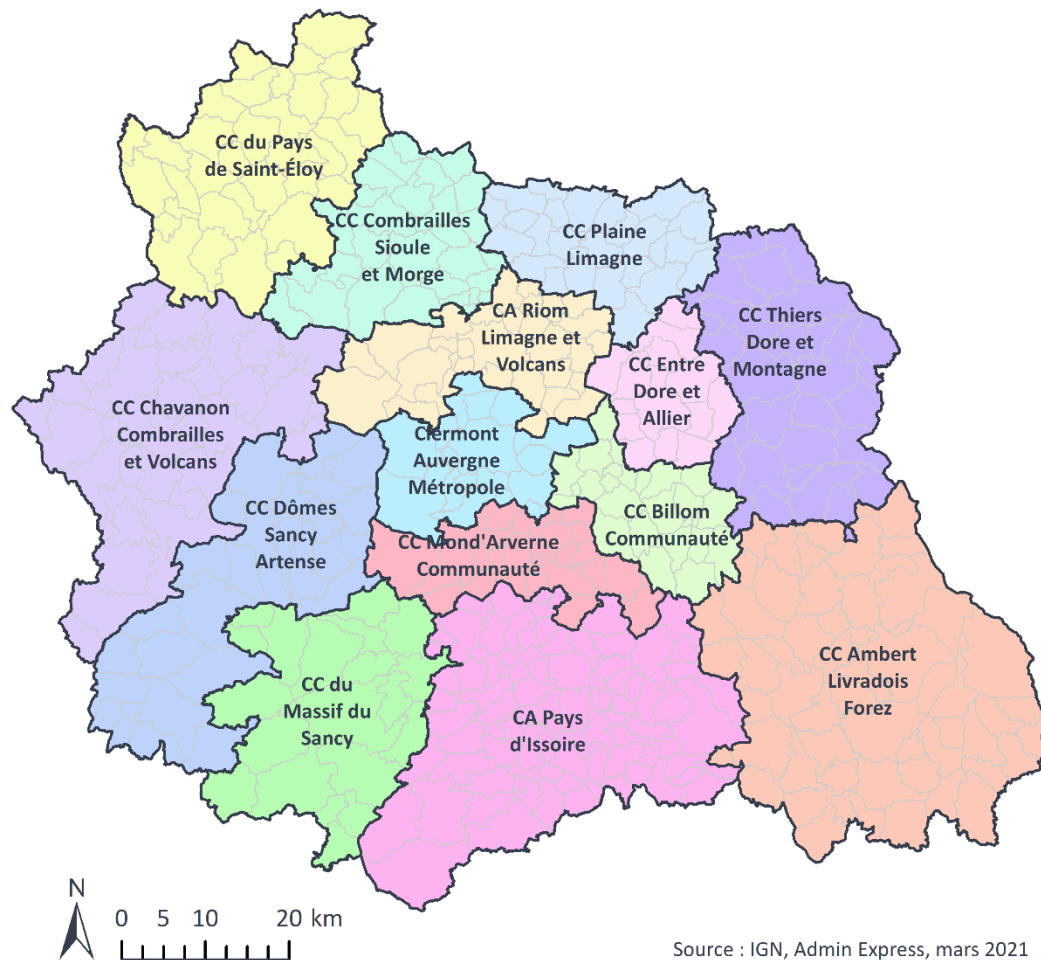 CC du Pays
de Saint-Éloy
CC Combrailles
Sioule
et Morge
CC Plaine
Limagne
CA Riom
Limagne et
Volcans
CC Thiers
Dore et
Montagne
CC Entre
Dore et
Allier
CC Chavanon
Combrailles
et Volcans
Clermont
Auvergne
Métropole
CC Dômes
Sancy
Artense
CC Billom
Communauté
CC Mond'Arverne
Communauté
CC Ambert
Livradois
Forez
CC du
Massif du
Sancy
CA Pays
d'Issoire
N
0 5 10 20 km
Source : IGN, Admin Express, mars 2021